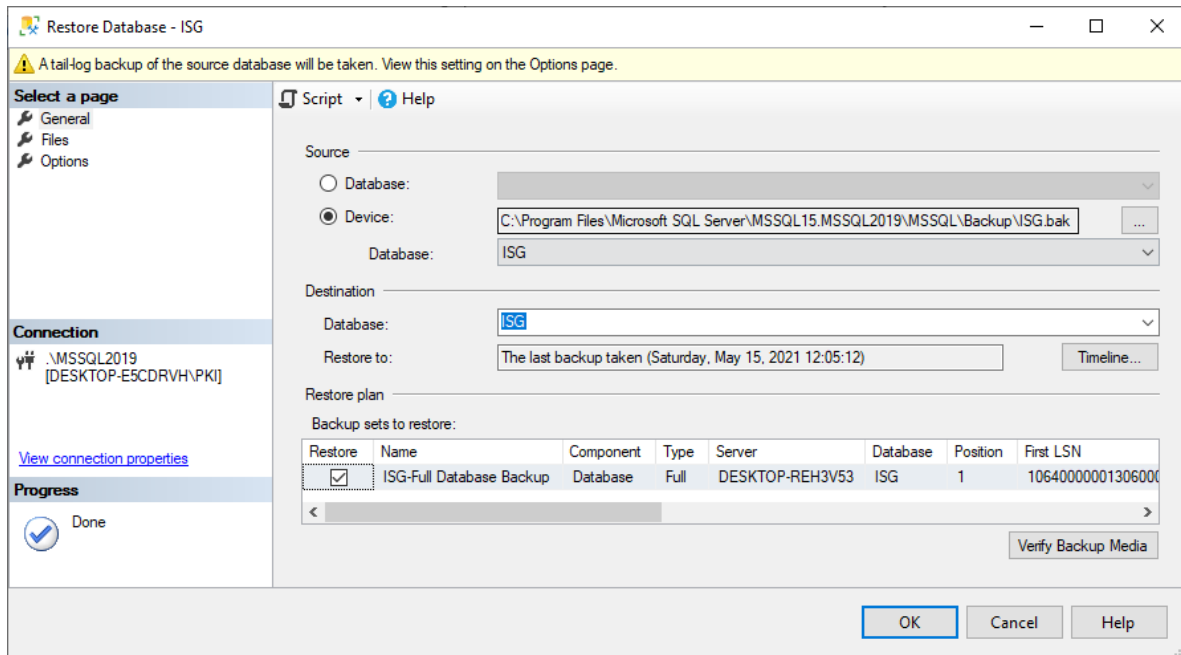 Restore Database - ISG
A tail-log backup of the source database will be taken. View this setting on the Options page.
Select a page
General
Files
Options
Connection
.\MSSQL2019
[DESKTOP-E5CDRVH\PKI]
View connection properties
Progress
Done
Script
Help
Source
Database:
Device: C:\Program Files\Microsoft SQL Server\MSSQL15.MSSQL2019\MSSQL\Backup\ISG.bak ...
Database: ISG
Destination
Database: ISG
Restore to: The last backup taken (Saturday, May 15, 2021 12:05:12) Timeline...
Restore plan
Backup sets to restore:
Restore Name Component Type Server Database Position First LSN
ISG-Full Database Backup Database Full DESKTOP-REH3V53 ISG 1 10640000001306000
Verify Backup Media
OK Cancel Help